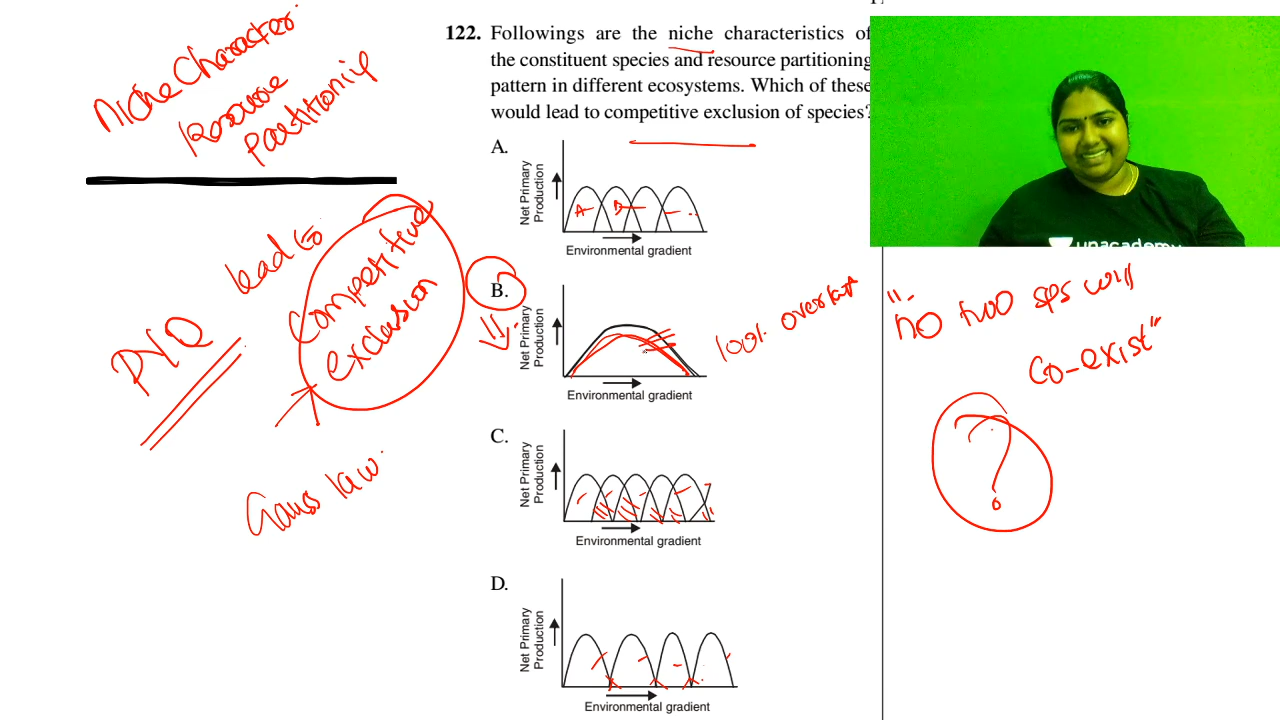 Niche Character
Resource
Partitioning
lead to
Competitive
exclusion
PYQ
Gauss law.
122. Followings are the niche characteristics of
the constituent species and resource partitioning
pattern in different ecosystems. Which of these
would lead to competitive exclusion of species?
A.
Net Primary
Production
A
B
Environmental gradient
B.
Net Primary
Production
Environmental gradient
100% overlap
C.
Net Primary
Production
Environmental gradient
D.
Net Primary
Production
Environmental gradient
unacademy
"no two sps will
Co-exist"
?